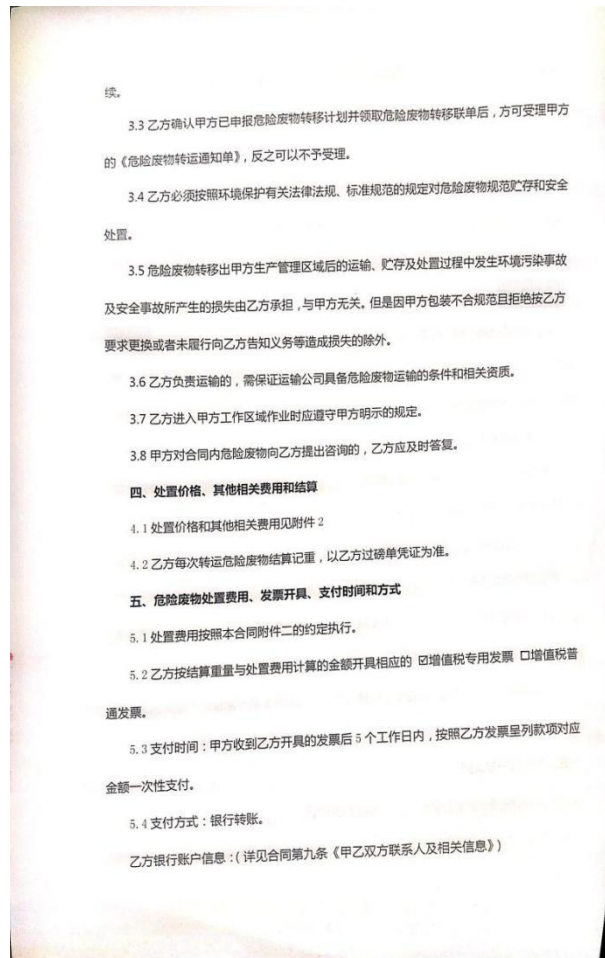 续。
3.3 乙方确认甲方已申报危险废物转移计划并领取危险废物转移联单后，方可受理甲方
的《危险废物转运通知单》，反之可以不予受理。
3.4 乙方必须按照环境保护有关法律法规、标准规范的规定对危险废物规范贮存和安全
处置。
3.5 危险废物转移出甲方生产管理区域后的运输、贮存及处置过程中发生环境污染事故
及安全事故所产生的损失由乙方承担，与甲方无关。但是因甲方包装不合规范且拒绝按乙方
要求更换或者未履行向乙方告知义务等造成损失的除外。
3.6 乙方负责运输的，需保证运输公司具备危险废物运输的条件和相关资质。
3.7 乙方进入甲方工作区域作业时应遵守甲方明示的规定。
3.8 甲方对合同内危险废物向乙方提出咨询的，乙方应及时答复。
四、处置价格、其他相关费用和结算
4.1 处置价格和其他相关费用见附件 2
4.2 乙方每次转运危险废物结算记重，以乙方过磅单凭证为准。
五、危险废物处置费用、发票开具、支付时间和方式
5.1 处置费用按照本合同附件二的约定执行。
5.2 乙方按结算重量与处置费用计算的金额开具相应的 ☑增值税专用发票 ☐增值税普
通发票。
5.3 支付时间：甲方收到乙方开具的发票后 5 个工作日内，按照乙方发票呈列款项对应
金额一次性支付。
5.4 支付方式：银行转账。
乙方银行账户信息：（详见合同第九条《甲乙双方联系人及相关信息》）